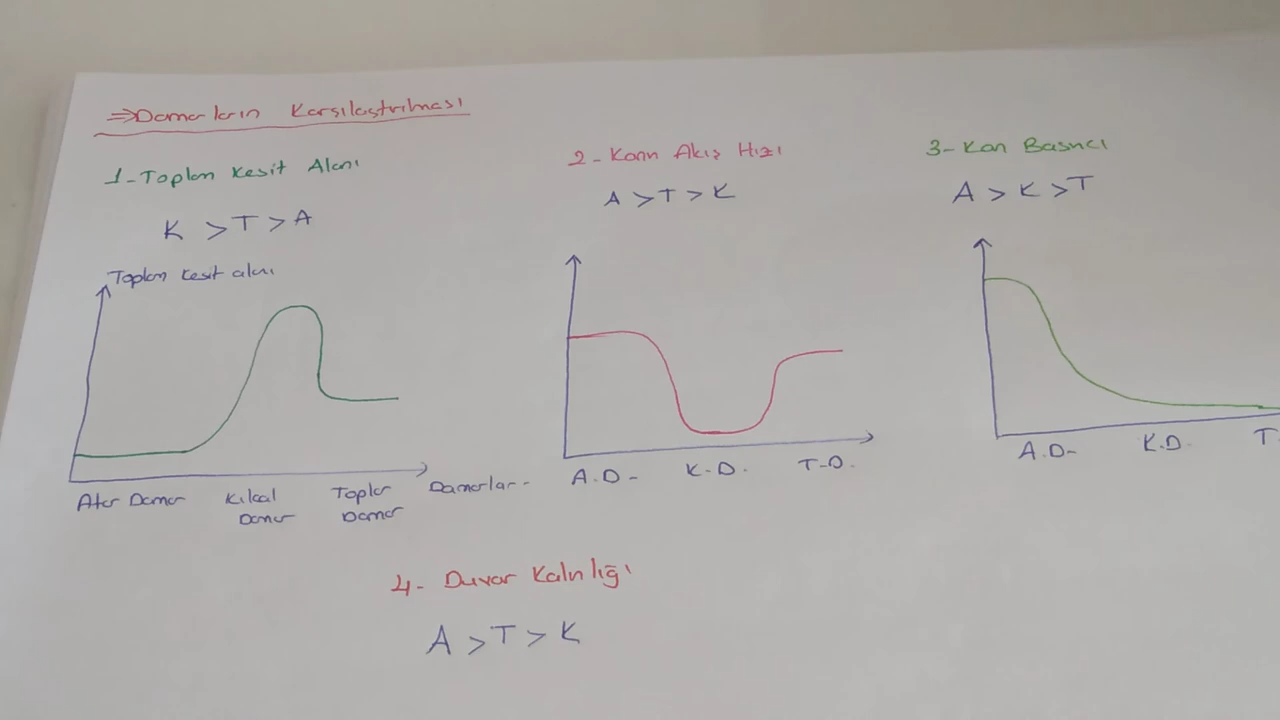 ⇒Damarların Karşılaştırılması
1-Toplam Kesit Alanı
K > T > A
Toplam kesit alanı
Atar Damar
Kılcal Damar
Toplar Damar
Damarlar-
2-Kanın Akış Hızı
A > T > K
A.D-
K.D.
T.D.
3-Kan Basıncı
A > K > T
A.D-
K.D.
T.
4- Duvar Kalınlığı
A > T > K